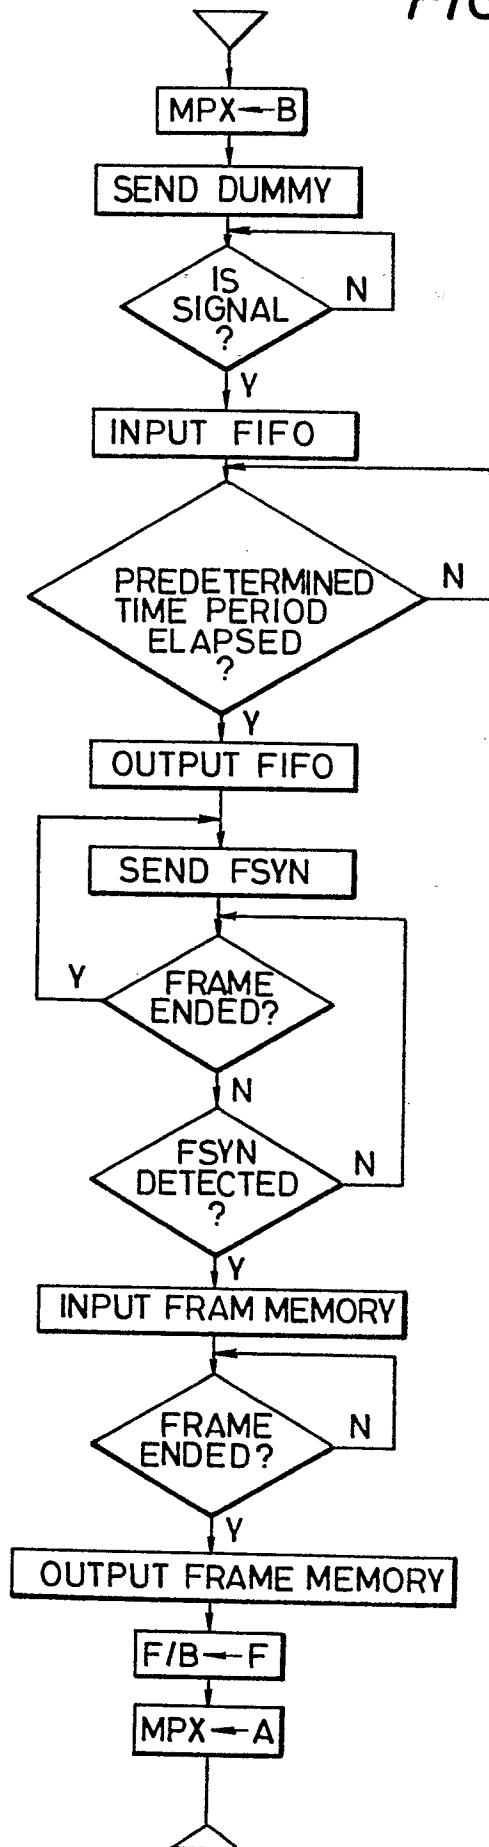 FIG
MPX←B
SEND DUMMY
IS
SIGNAL
?
N
Y
INPUT FIFO
PREDETERMINED
TIME PERIOD
ELAPSED
?
N
Y
OUTPUT FIFO
SEND FSYN
FRAME
ENDED?
Y
N
FSYN
DETECTED
?
N
Y
INPUT FRAM MEMORY
FRAME
ENDED?
N
Y
OUTPUT FRAME MEMORY
F/B←F
MPX←A